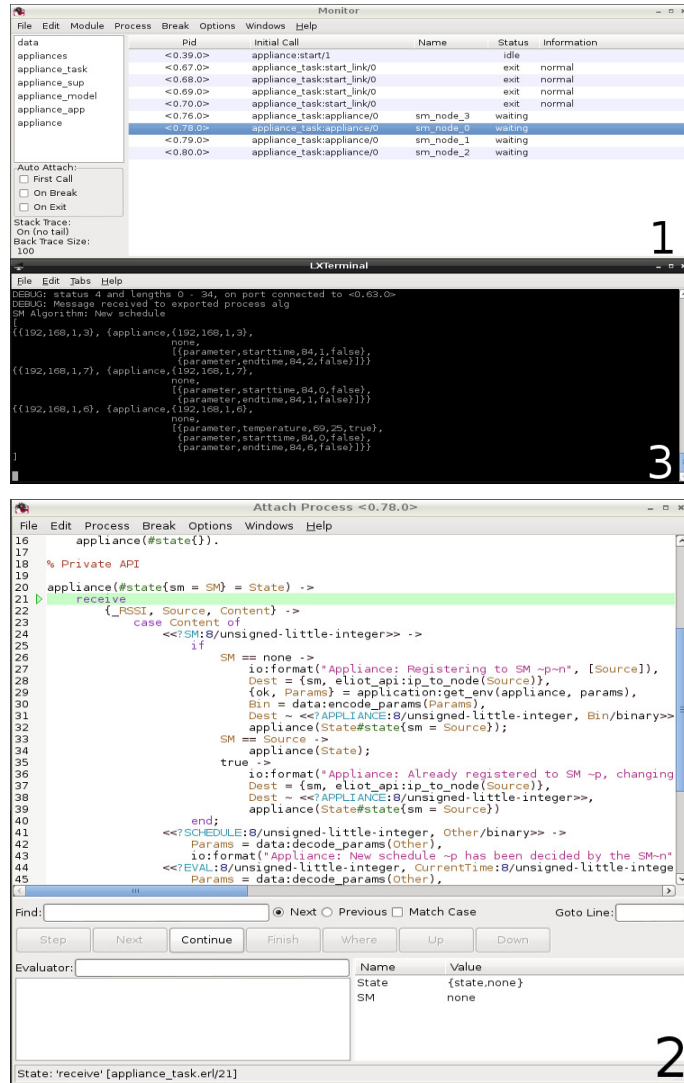 Monitor
File Edit Module Process Break Options Windows Help
data
appliances
appliance_task
appliance_sup
appliance_model
appliance_app
appliance
Auto Attach:
First Call
On Break
On Exit
Stack Trace:
On (no tail)
Back Trace Size:
100
Pid Initial Call Name Status Information
<0.39.0> appliance:start/1 idle
<0.67.0> appliance_task:start_link/0 exit normal
<0.68.0> appliance_task:start_link/0 exit normal
<0.69.0> appliance_task:start_link/0 exit normal
<0.70.0> appliance_task:start_link/0 exit normal
<0.76.0> appliance_task:appliance/0 sm_node_3 waiting
<0.78.0> appliance_task:appliance/0 sm_node_0 waiting
<0.79.0> appliance_task:appliance/0 sm_node_1 waiting
<0.80.0> appliance_task:appliance/0 sm_node_2 waiting
1
LXTerminal
File Edit Tabs Help
DEBUG: status 4 and lengths 0 - 34, on port connected to <0.63.0>
DEBUG: Message received to exported process alg
SM Algorithm: New schedule
[
{{192,168,1,3}, {appliance,{192,168,1,3},
none,
[{parameter,starttime,84,1,false},
{parameter,endtime,84,2,false}]}}
{{192,168,1,7}, {appliance,{192,168,1,7},
none,
[{parameter,starttime,84,0,false},
{parameter,endtime,84,1,false}]}}
{{192,168,1,6}, {appliance,{192,168,1,6},
none,
[{parameter,temperature,69,25,true},
{parameter,starttime,84,0,false},
{parameter,endtime,84,6,false}]}}
]
3
Attach Process <0.78.0>
File Edit Process Break Options Windows Help
16 appliance(#state{}).
17
18 % Private API
19
20 appliance(#state{sm = SM} = State) ->
21 receive
22 {_RSSI, Source, Content} ->
23 case Content of
24 <<?SM:8/unsigned-little-integer>> ->
25 if
26 SM == none ->
27 io:format("Appliance: Registering to SM ~p~n", [Source]),
28 Dest = {sm, eliot_api:ip_to_node(Source)},
29 {ok, Params} = application:get_env(appliance, params),
30 Bin = data:encode_params(Params),
31 Dest ~ <<?APPLIANCE:8/unsigned-little-integer, Bin/binary>>
32 appliance(State#state{sm = Source});
33 SM == Source ->
34 appliance(State);
35 true ->
36 io:format("Appliance: Already registered to SM ~p, changing
37 Dest = {sm, eliot_api:ip_to_node(Source)},
38 Dest ~ <<?APPLIANCE:8/unsigned-little-integer>>,
39 appliance(State#state{sm = Source})
40 end;
41 <<?SCHEDULE:8/unsigned-little-integer, Other/binary>> ->
42 Params = data:decode_params(Other),
43 io:format("Appliance: New schedule ~p has been decided by the SM~n"
44 <<?EVAL:8/unsigned-little-integer, CurrentTime:8/unsigned-little-intege
45 Params = data:decode_params(Other),
Find: Next Previous Match Case Goto Line:
Step Next Continue Finish Where Up Down
Evaluator:
Name Value
State {state,none}
SM none
2
State: 'receive' [appliance_task.erl/21]